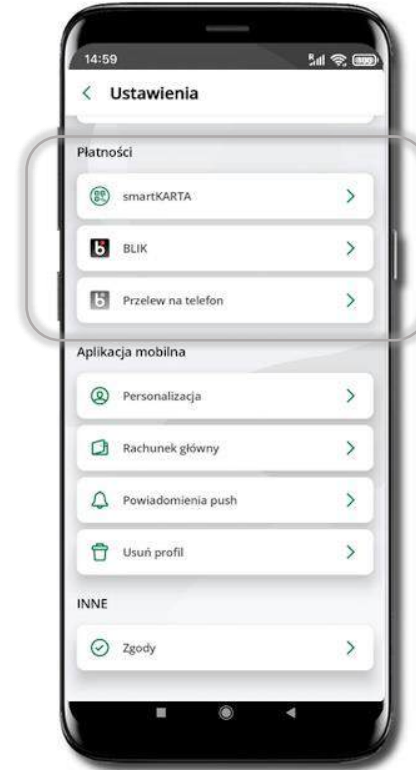 14:59
Ustawienia
Płatności
smartKARTA
BLIK
Przelew na telefon
Aplikacja mobilna
Personalizacja
Rachunek główny
Powiadomienia push
Usuń profil
INNE
Zgody